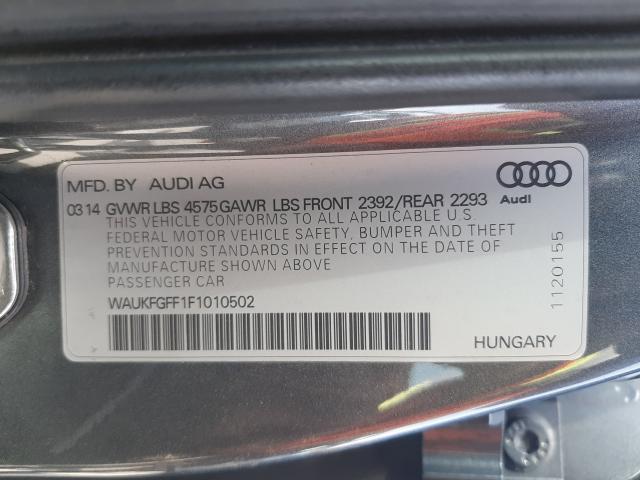 MFD. BY AUDI AG
03 14 GVWR LBS 4575 GAWR LBS FRONT 2392/REAR 2293
Audi
THIS VEHICLE CONFORMS TO ALL APPLICABLE U.S.
FEDERAL MOTOR VEHICLE SAFETY, BUMPER AND THEFT
PREVENTION STANDARDS IN EFFECT ON THE DATE OF
MANUFACTURE SHOWN ABOVE
PASSENGER CAR
WAUKFGFF1F1010502
HUNGARY
1120155